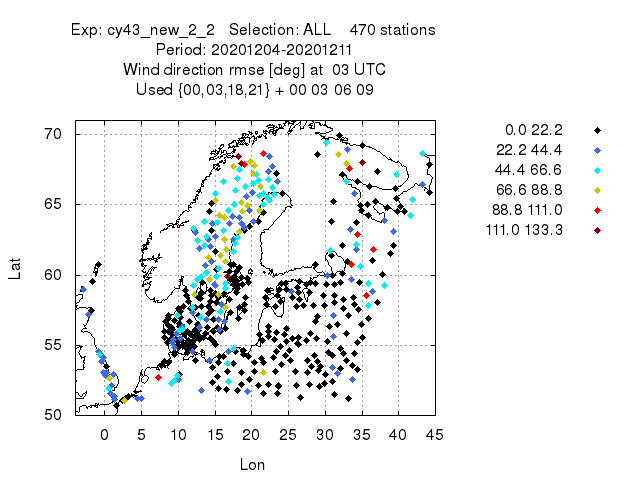 Exp: cy43_new_2_2 Selection: ALL 470 stations
Period: 20201204-20201211
Wind direction rmse [deg] at 03 UTC
Used {00,03,18,21} + 00 03 06 09
70
65
60
55
50
Lat
0 5 10 15 20 25 30 35 40 45
Lon
0.0 22.2
22.2 44.4
44.4 66.6
66.6 88.8
88.8 111.0
111.0 133.3